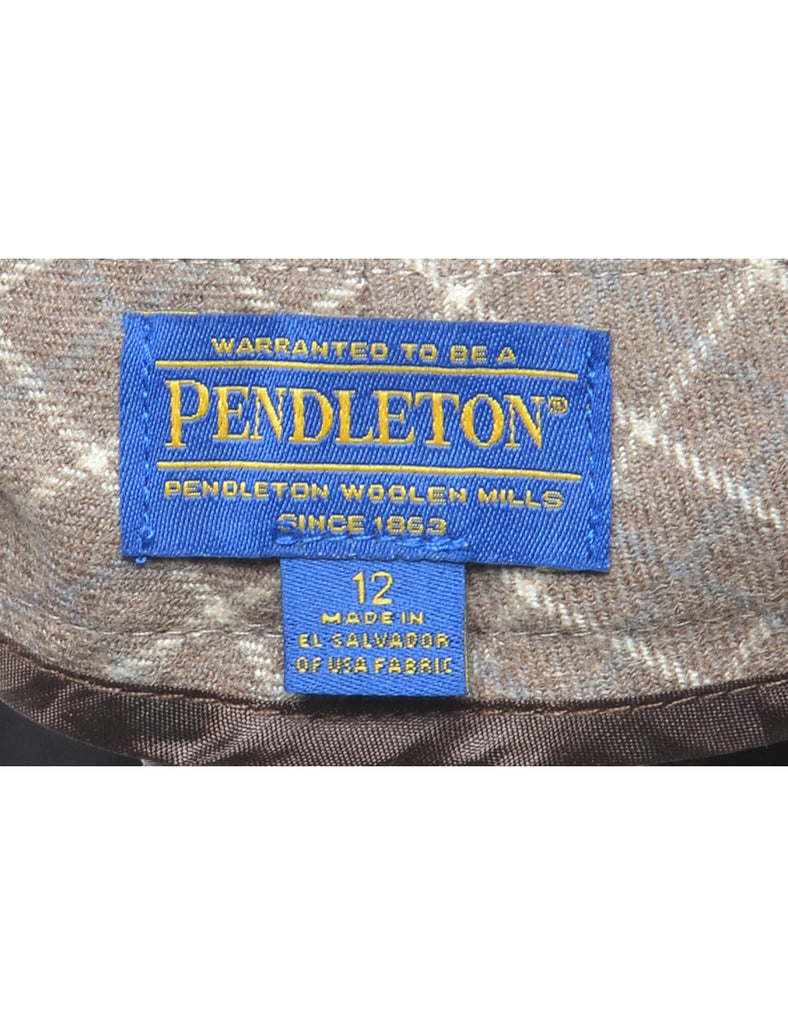 WARRANTED TO BE A
PENDLETON®
PENDLETON WOOLEN MILLS
SINCE 1863
12
MADE IN
EL SALVADOR
OF USA FABRIC